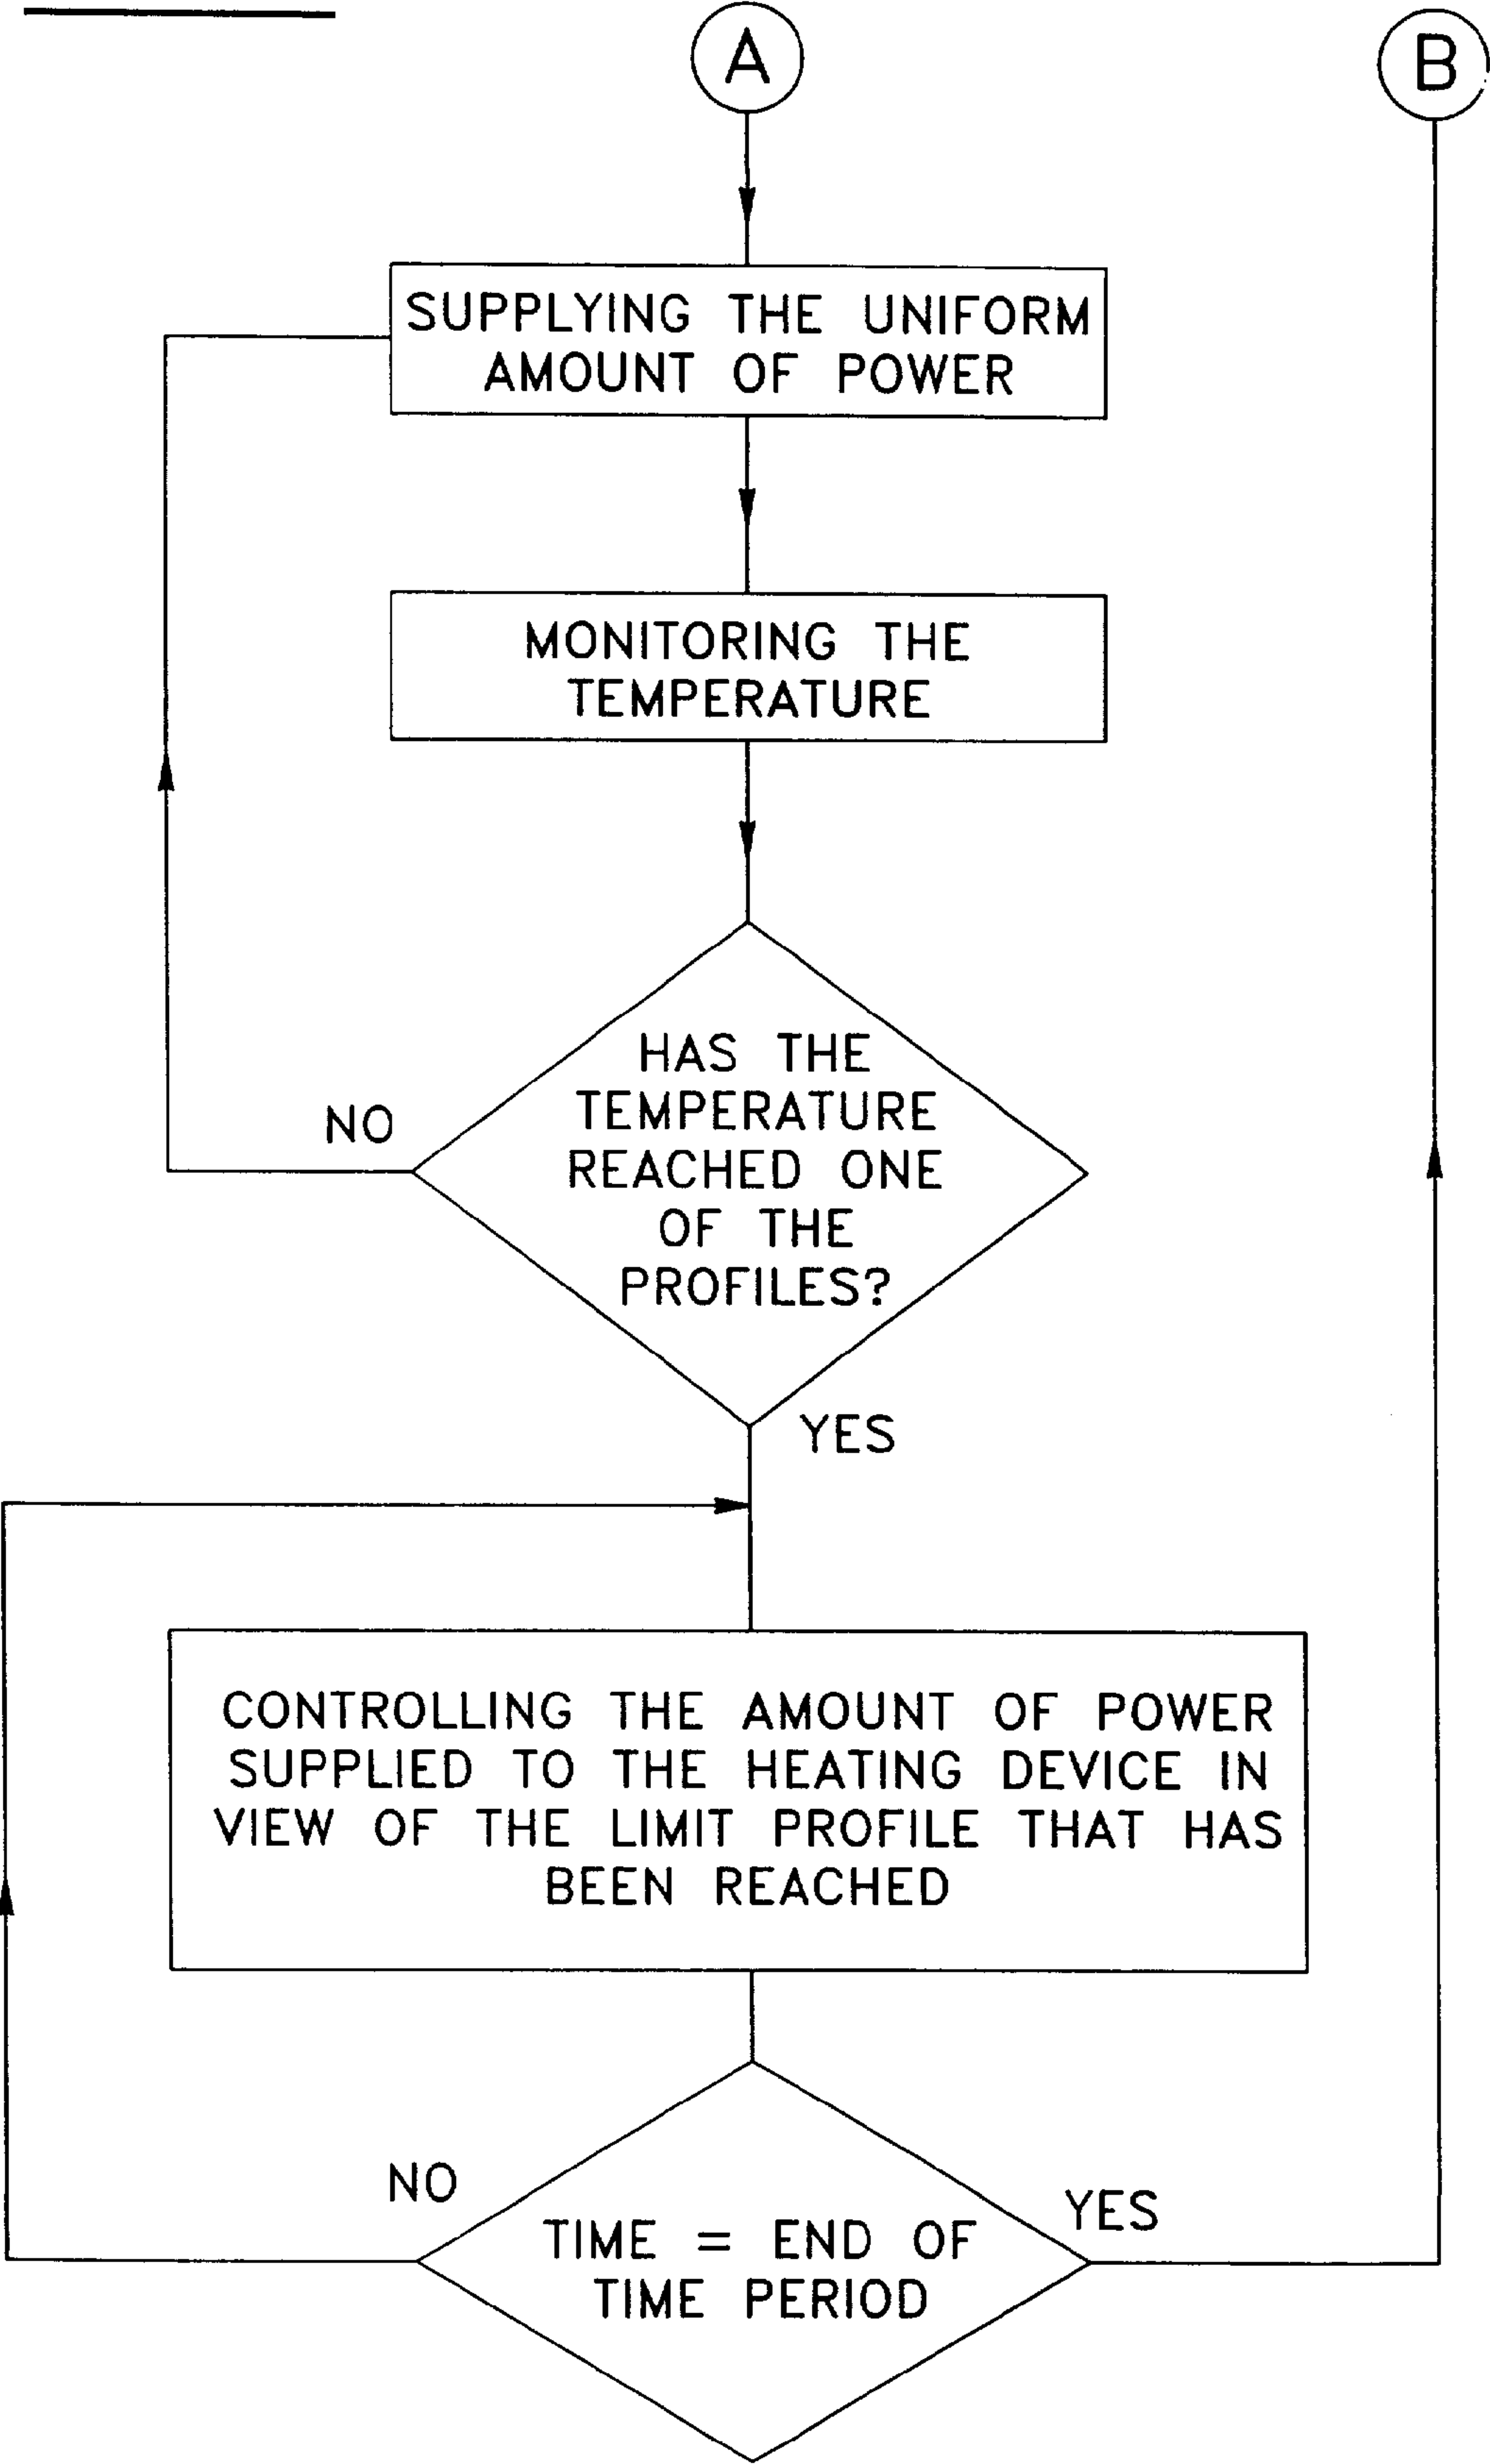 A
B
SUPPLYING THE UNIFORM
AMOUNT OF POWER
MONITORING THE
TEMPERATURE
HAS THE
TEMPERATURE
REACHED ONE
OF THE
PROFILES?
NO
YES
CONTROLLING THE AMOUNT OF POWER
SUPPLIED TO THE HEATING DEVICE IN
VIEW OF THE LIMIT PROFILE THAT HAS
BEEN REACHED
NO
YES
TIME = END OF
TIME PERIOD